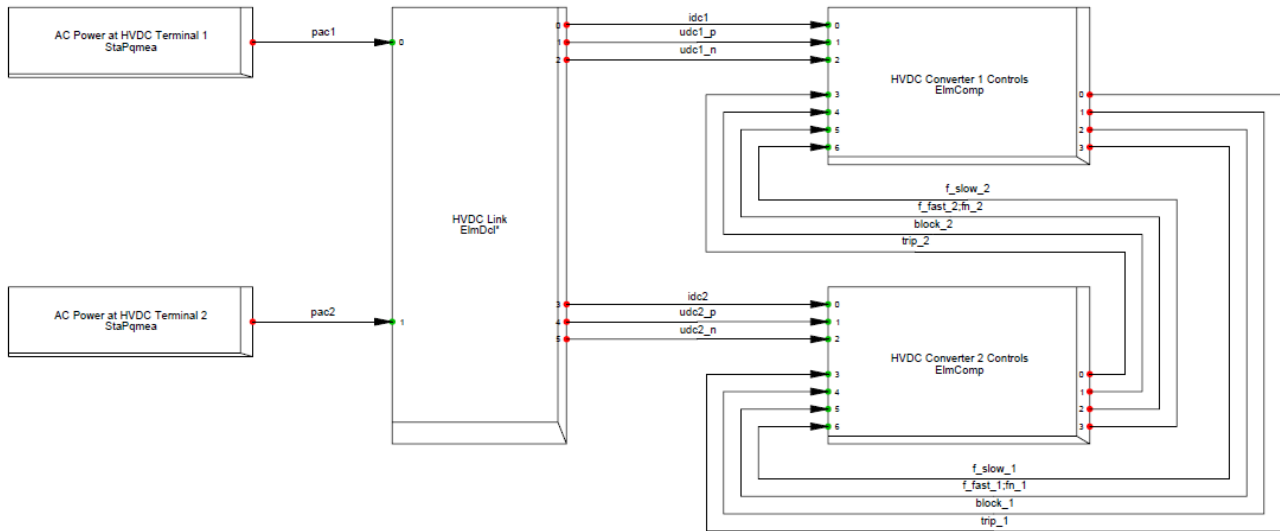 AC Power at HVDC Terminal 1
StaPqmea
pac1
0
HVDC Link
ElmDcl*
0
1
2
idc1
udc1_p
udc1_n
0
1
2
3
4
5
6
HVDC Converter 1 Controls
ElmComp
0
1
2
3
f_slow_2
f_fast_2;fn_2
block_2
trip_2
AC Power at HVDC Terminal 2
StaPqmea
pac2
1
3
4
5
idc2
udc2_p
udc2_n
0
1
2
3
4
5
6
HVDC Converter 2 Controls
ElmComp
0
1
2
3
f_slow_1
f_fast_1;fn_1
block_1
trip_1